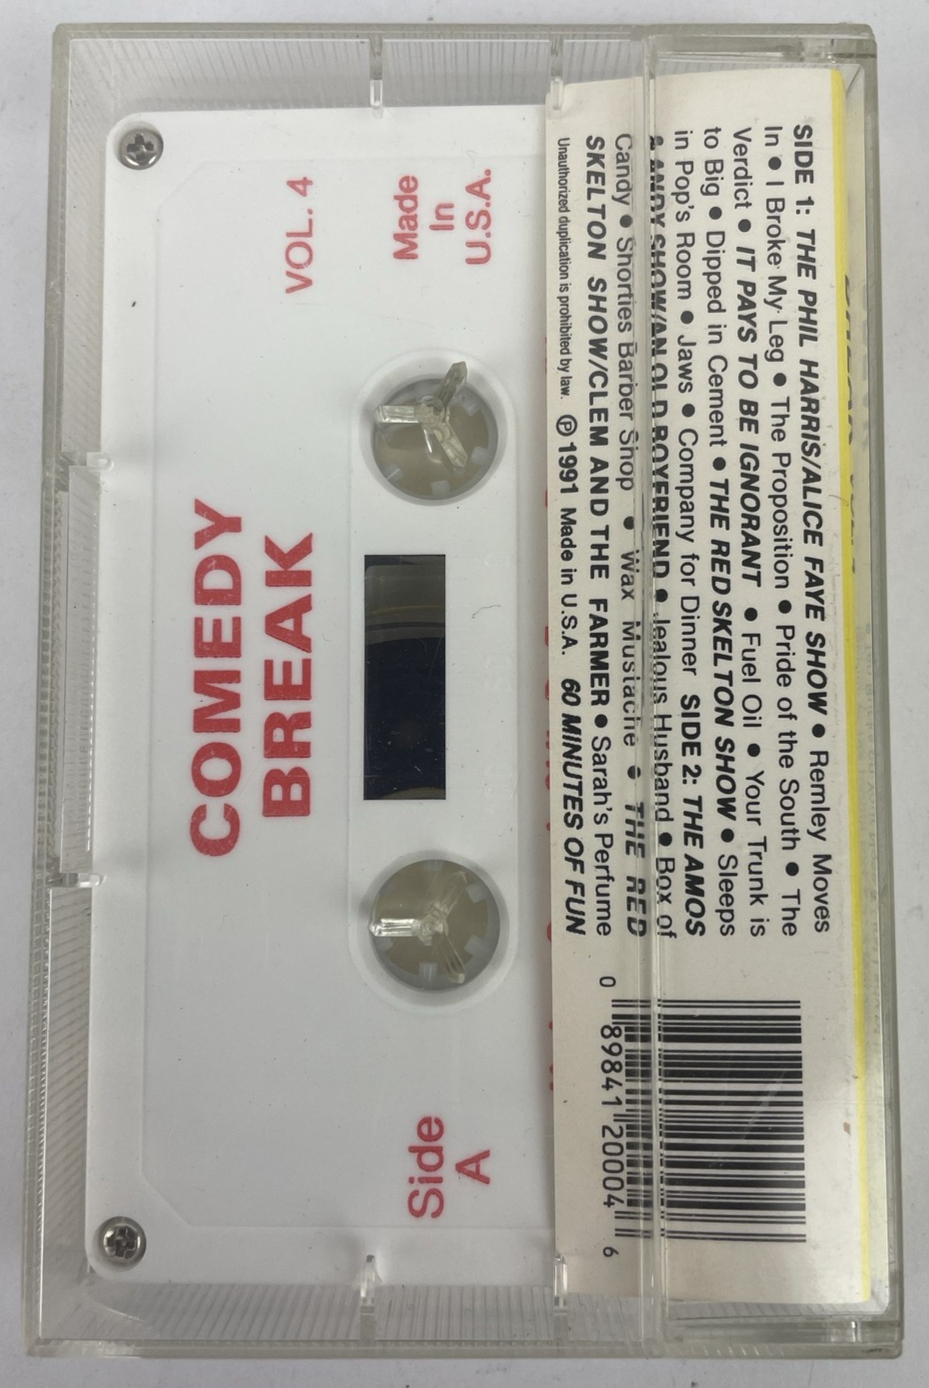 SIDE 1: THE PHIL HARRIS/ALICE FAYE SHOW • Remley Moves
In • I Broke My Leg • The Proposition • Pride of the South • The
Verdict • IT PAYS TO BE IGNORANT • Fuel Oil • Your Trunk is
to Big • Dipped in Cement • THE RED SKELTON SHOW • Sleeps
in Pop's Room • Jaws • Company for Dinner SIDE 2: THE AMOS
& ANDY SHOW/AN OLD BOYFRIEND • Jealous Husband • Box of
Candy • Shorties Barber Shop • Wax Mustache • THE RED
SKELTON SHOW/CLEM AND THE FARMER • Sarah's Perfume
Unauthorized duplication is prohibited by law. ℗ 1991 Made in U.S.A. 60 MINUTES OF FUN
0 89841 20004 6
COMEDY
BREAK
VOL. 4
Made
In
U.S.A.
Side
A